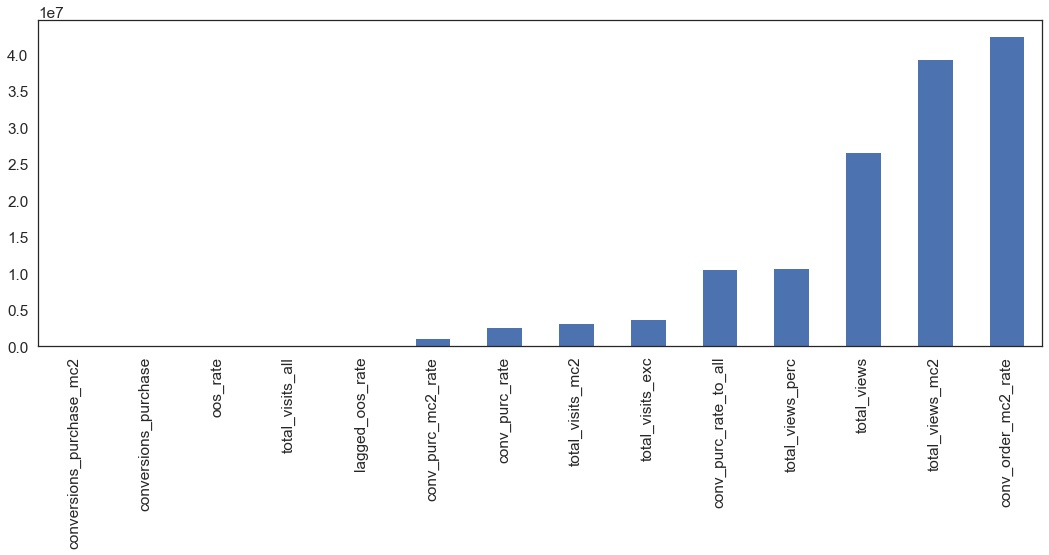 1e7
4.0
3.5
3.0
2.5
2.0
1.5
1.0
0.5
0.0
conversions_purchase_mc2
conversions_purchase
oos_rate
total_visits_all
lagged_oos_rate
conv_purc_mc2_rate
conv_purc_rate
total_visits_mc2
total_visits_exc
conv_purc_rate_to_all
total_views_perc
total_views
total_views_mc2
conv_order_mc2_rate